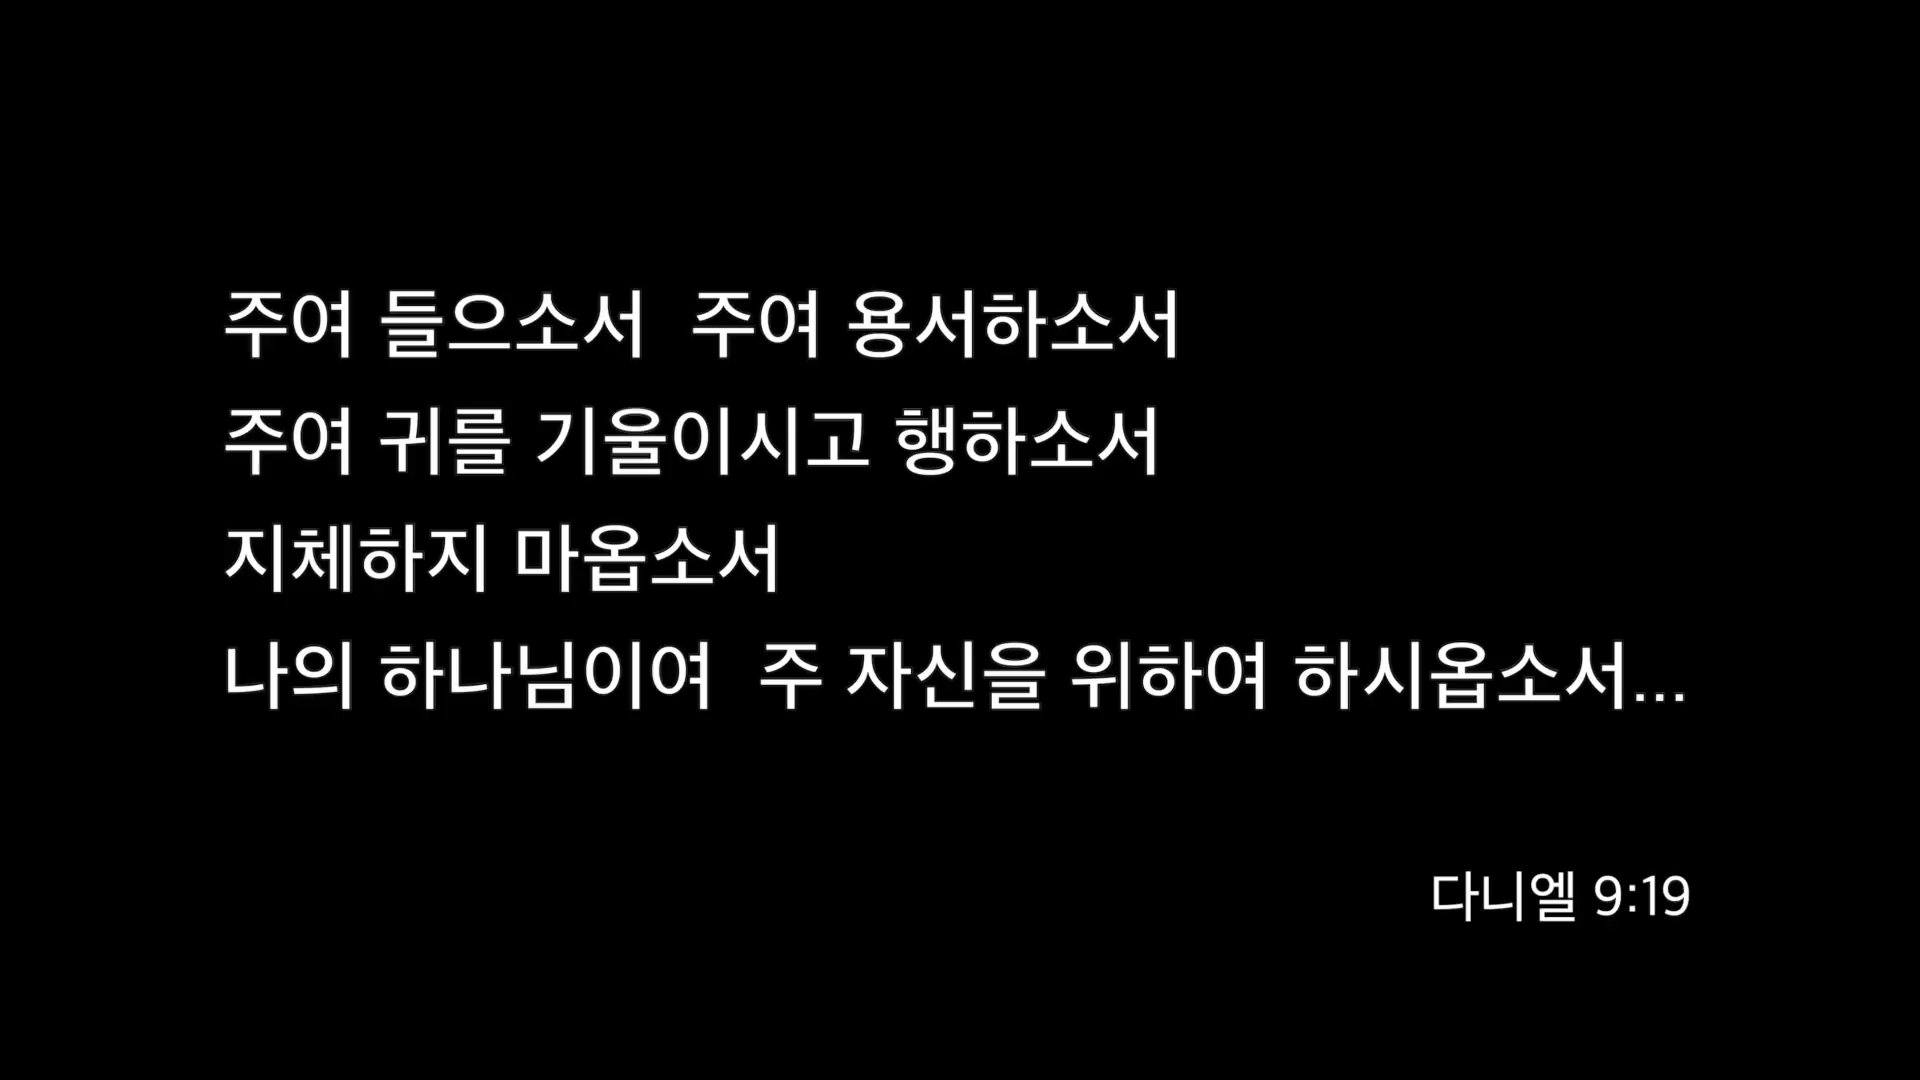 주여 들으소서  주여 용서하소서
주여 귀를 기울이시고 행하소서
지체하지 마옵소서
나의 하나님이여  주 자신을 위하여 하시옵소서...
다니엘 9:19